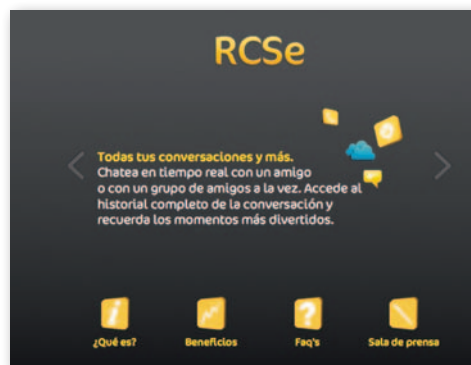 RCSe
Todas tus conversaciones y más.
Chatea en tiempo real con un amigo
o con un grupo de amigos a la vez. Accede al
historial completo de la conversación y
recuerda los momentos más divertidos.
¿Qué es?
Beneficios
Faq's
Sala de prensa